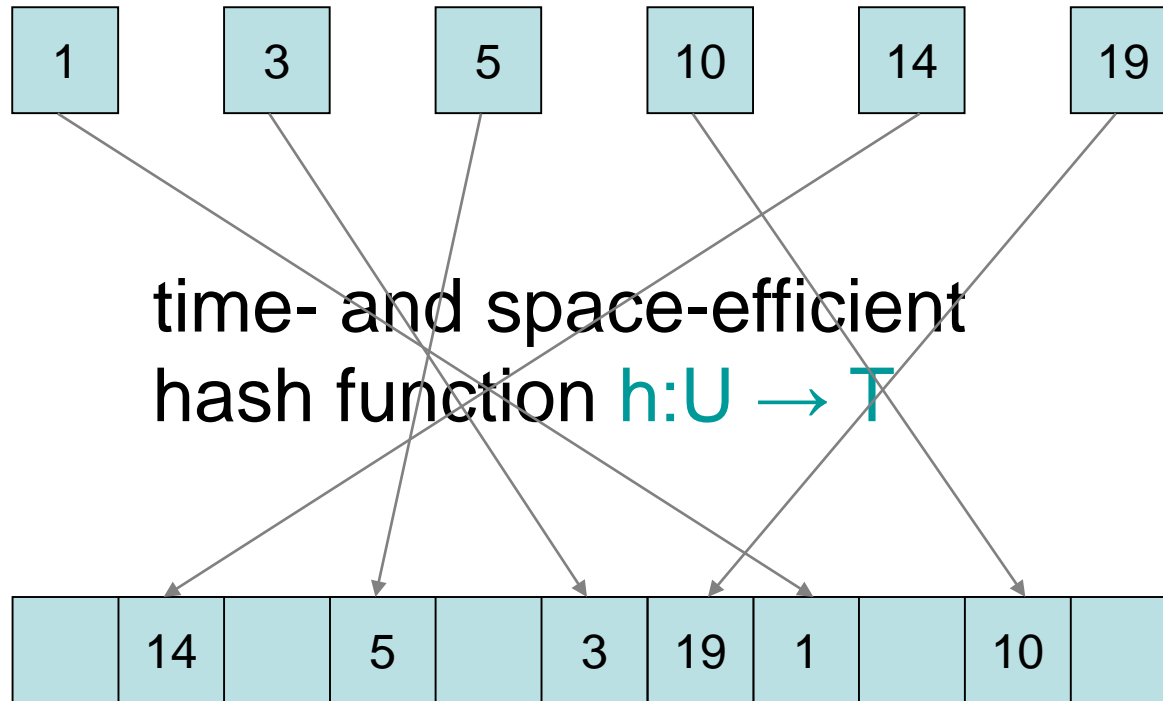 1 3 5 10 14 19
time- and space-efficient
hash function h:U → T
14 5 3 19 1 10